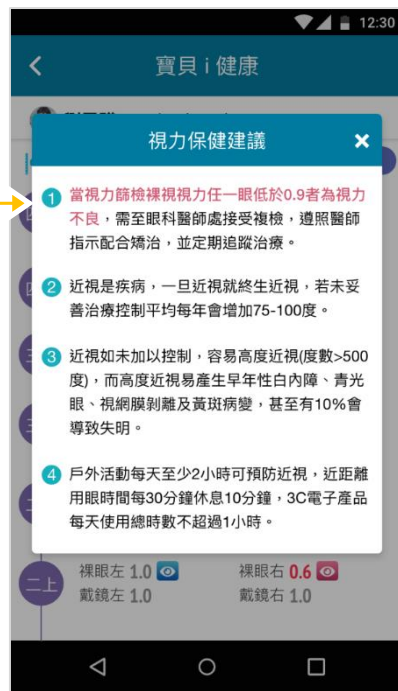 12:30
寶貝 i 健康
視力保健建議
1 當視力篩檢裸視視力任一眼低於0.9者為視力
不良，需至眼科醫師處接受複檢，遵照醫師
指示配合矯治，並定期追蹤治療。
2 近視是疾病，一旦近視就終生近視，若未妥
善治療控制平均每年會增加75-100度。
3 近視如未加以控制，容易高度近視(度數>500
度)，而高度近視易產生早年性白內障、青光
眼、視網膜剝離及黃斑病變，甚至有10%會
導致失明。
4 戶外活動每天至少2小時可預防近視，近距離
用眼時間每30分鐘休息10分鐘，3C電子產品
每天使用總時數不超過1小時。
二上
裸眼左 1.0 裸眼右 0.6
戴鏡左 1.0 戴鏡右 1.0